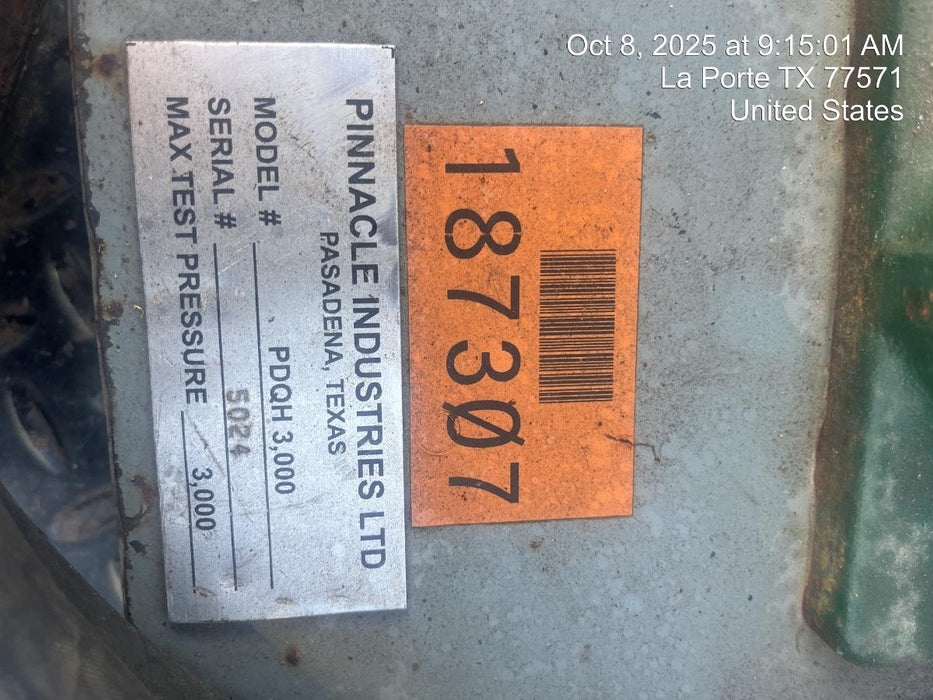 Oct 8, 2025 at 9:15:01 AM
La Porte TX 77571
United States
PINNACLE INDUSTRIES LTD
PASADENA, TEXAS
MODEL # PDQH 3,000
SERIAL # 5024
MAX TEST PRESSURE 3,000
187307